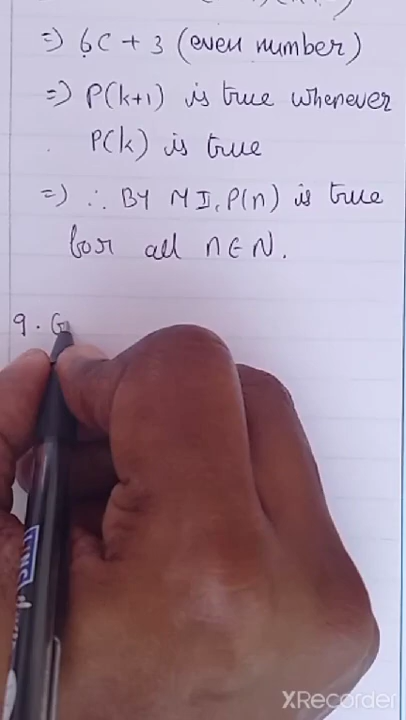 =) 6C + 3 (even number)
=) P(k+1) is true whenever
P(k) is true
=) ∴ BY M I, P(n) is true
for all n ∈ N.
9. G
XRecorder